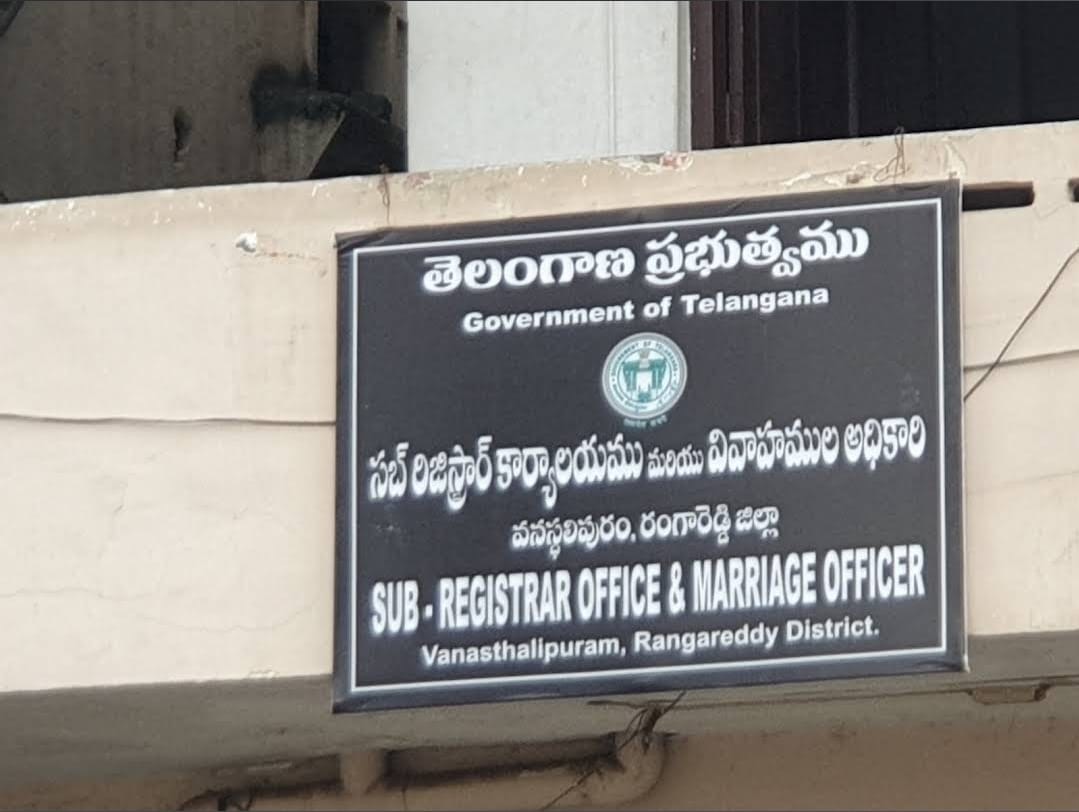 తెలంగాణ ప్రభుత్వము
Government of Telangana
సబ్ రిజిస్ట్రార్ కార్యాలయము మరియు వివాహముల అధికారి
వనస్థలిపురం, రంగారెడ్డి జిల్లా
SUB - REGISTRAR OFFICE & MARRIAGE OFFICER
Vanasthalipuram, Rangareddy District.